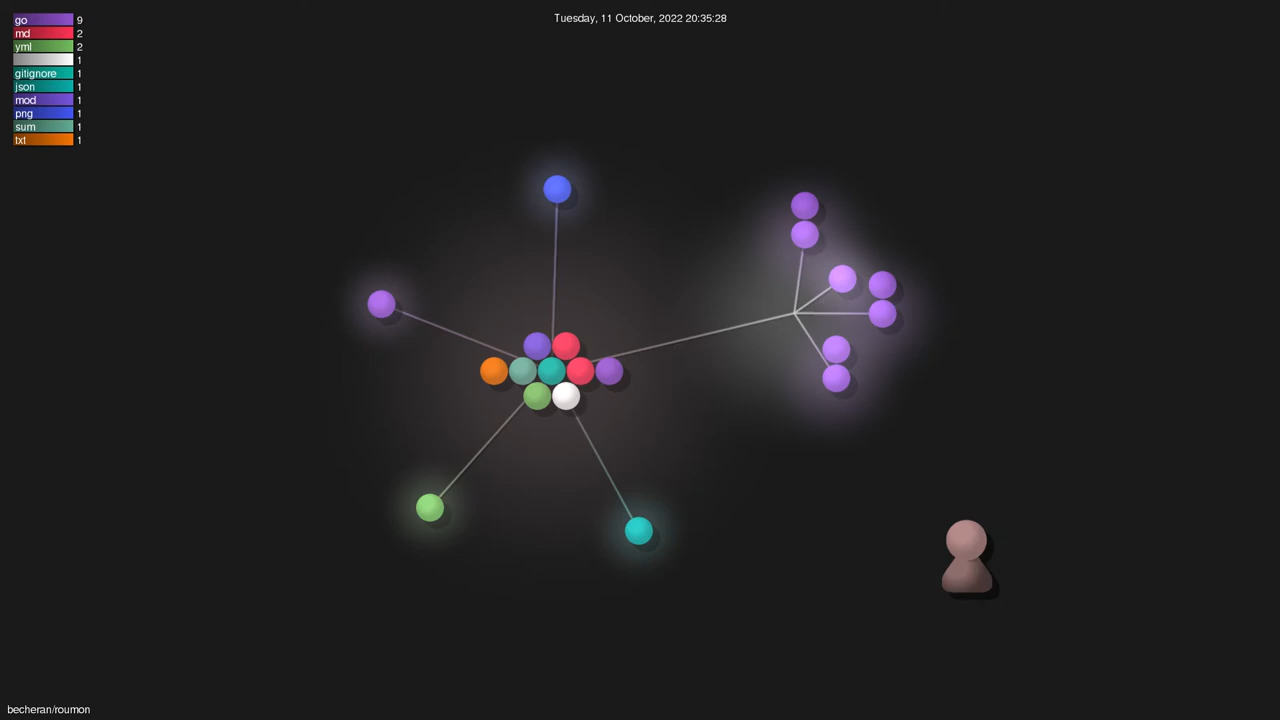 Tuesday, 11 October, 2022 20:35:28
go 9
md 2
yml 2
1
gitignore 1
json 1
mod 1
png 1
sum 1
txt 1
becheran/roumon